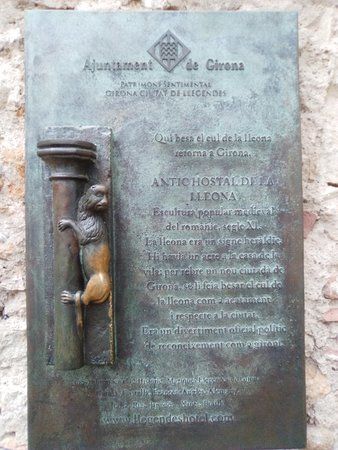 Ajuntament de Girona
PATRIMONI SENTIMENTAL
GIRONA CIUTAT DE LLEGENDES
Qui besa el cul de la lleona
retorna a Girona.
ANTIC HOSTAL DE LA
LLEONA
Escultura popular medieval
del romànic, segle XI.
La lleona era un signe heràldic.
Hi havia un acte a la casa de la
vila: per rebre un nou ciutadà de
Girona, se li feia besar el cul de
la lleona com a acatament
i respecte a la ciutat.
Era un divertiment oficial polític
de reconeixement com a gironí.
www.llegendeshotel.com